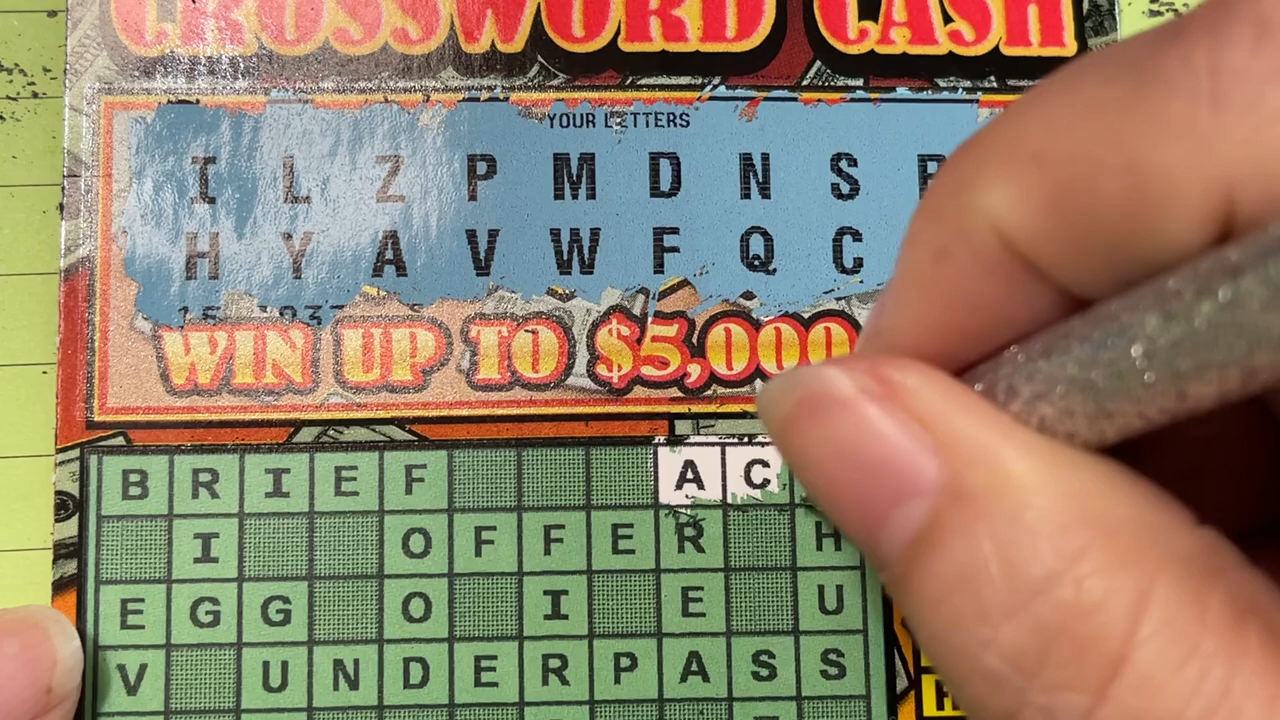 CROSSWORD CASH
YOUR LETTERS
I L Z P M D N S
H Y A V W F Q C
WIN UP TO $5,000
B R I E F A C
I O F F E R H
E G G O I E U
V U N D E R P A S S